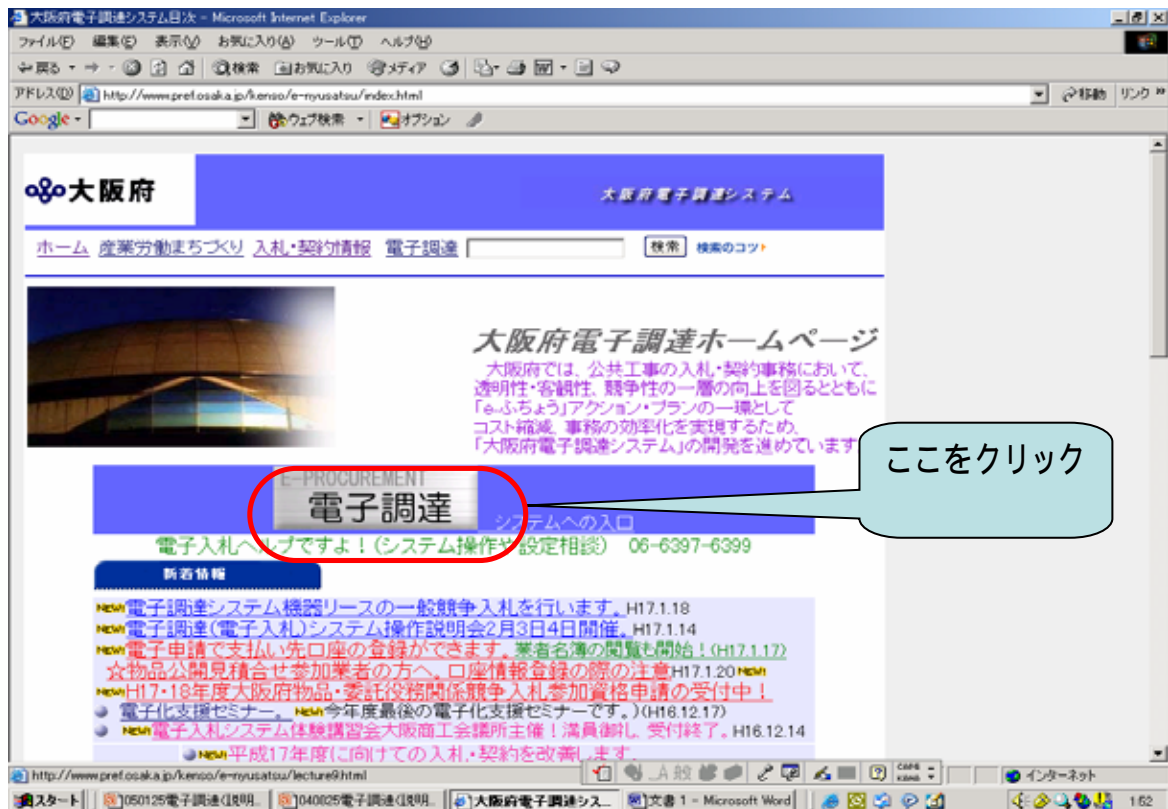 大阪府電子調達システム目次 - Microsoft Internet Explorer
ファイル(F) 編集(E) 表示(V) お気に入り(A) ツール(T) ヘルプ(H)
戻る 検索 お気に入り メディア
アドレス(D) http://www.pref.osaka.jp/kenso/e-nyusatsu/index.html 移動 リンク
Google ウェブ検索 オプション
大阪府 大阪府電子調達システム
ホーム 産業労働まちづくり 入札・契約情報 電子調達 検索 検索のコツ
大阪府電子調達ホームページ
大阪府では、公共工事の入札・契約事務において、
透明性・客観性、競争性の一層の向上を図るとともに
「e-ふちょう」アクション・プランの一環として
コスト縮減、事務の効率化を実現するため、
「大阪府電子調達システム」の開発を進めています
ここをクリック
E-PROCUREMENT
電子調達
システムへの入口
電子入札ヘルプですよ！(システム操作や設定相談) 06-6397-6399
新着情報
NEW! 電子調達システム機器リースの一般競争入札を行います。H17.1.18
NEW! 電子調達(電子入札)システム操作説明会2月3日4日開催。H17.1.14
NEW! 電子申請で支払い先口座の登録ができます。業者名簿の閲覧も開始！(H17.1.17)
☆物品公開見積合せ参加業者の方へ。口座情報登録の際の注意H17.1.20 NEW!
NEW! H17・18年度大阪府物品・委託役務関係競争入札参加資格申請の受付中！
電子化支援セミナー。 NEW! 今年度最後の電子化支援セミナーです。)(H16.12.17)
NEW! 電子入札システム体験講習会大阪商工会議所主催！満員御礼 受付終了。H16.12.14
NEW! 平成17年度に向けての入札・契約を改善します。
http://www.pref.osaka.jp/kenso/e-nyusatsu/lecture9.html A 般 CAPS KANA インターネット
スタート 050125電子調達(説明... 040825電子調達(説明... 大阪府電子調達シス... 文書 1 - Microsoft Word 1:52